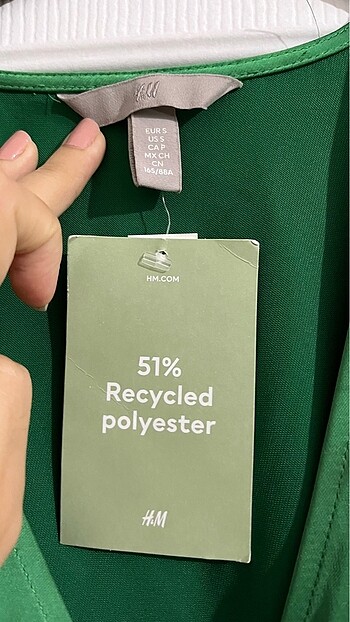 H&M
EUR S
US S
CA P
MX CH
CN
165/88A
HM.COM
51%
Recycled
polyester
H&M